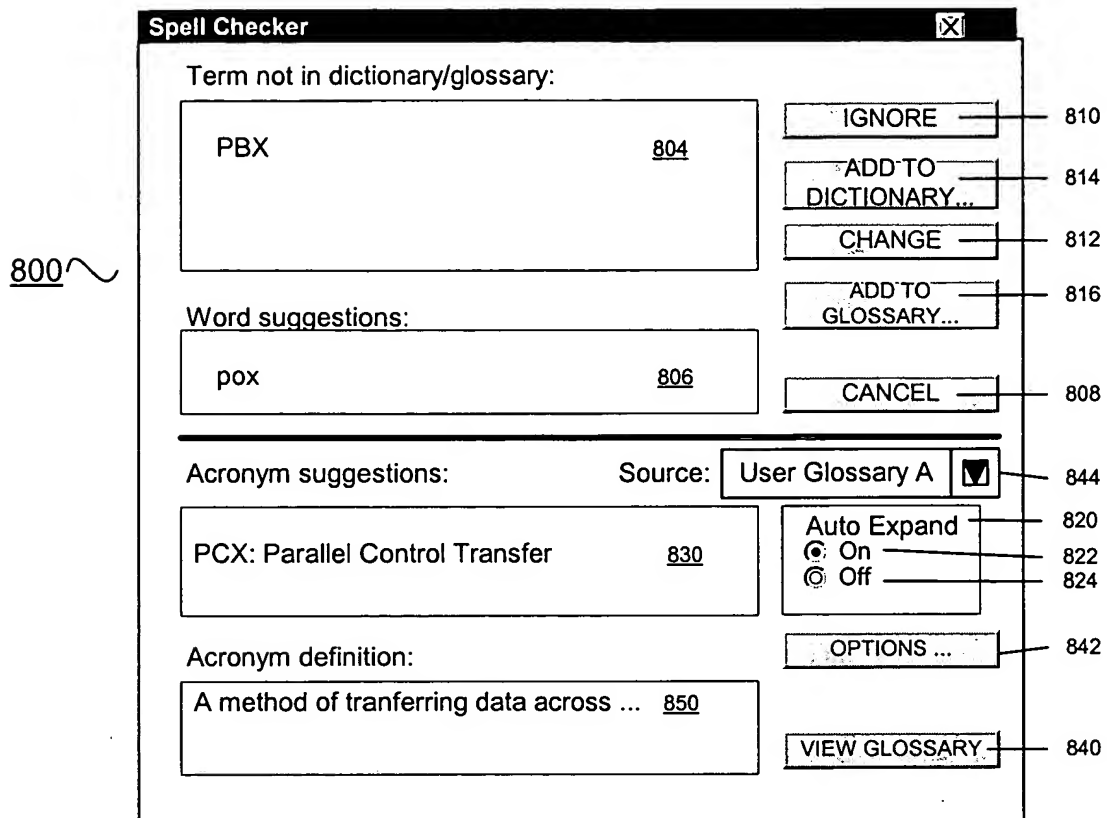 Spell Checker X
Term not in dictionary/glossary:
PBX 804
IGNORE 810
ADD TO
DICTIONARY... 814
CHANGE 812
800
ADD TO
GLOSSARY... 816
Word suggestions:
pox 806
CANCEL 808
Acronym suggestions: Source: User Glossary A 844
PCX: Parallel Control Transfer 830
Auto Expand 820
On 822
Off 824
OPTIONS ... 842
Acronym definition:
A method of tranferring data across ... 850
VIEW GLOSSARY 840